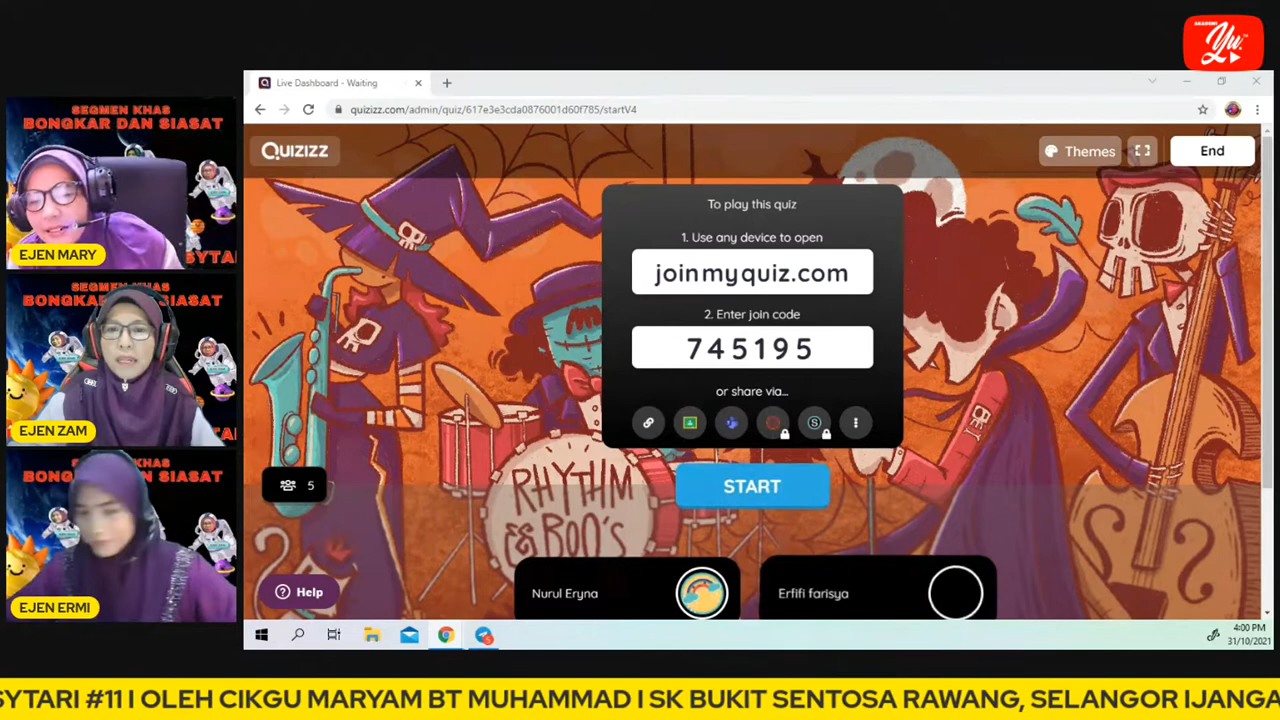 AKADEMI
Yu.
SEGMEN KHAS
BONGKAR DAN SIASAT
EJEN MARY
SEGMEN KHAS
EJEN ZAM
SEGMEN KHAS
EJEN ERMI
Live Dashboard - Waiting
quizizz.com/admin/quiz/617e3e3cda0876001d60f785/startV4
QUIZIZZ
Themes
End
To play this quiz
1. Use any device to open
joinmyquiz.com
2. Enter join code
745195
or share via...
S
5
START
RHYTHM
& BOO'S
Help
Nurul Eryna
Erfifi farisya
4:00 PM
31/10/2021
SYTARI #11 I OLEH CIKGU MARYAM BT MUHAMMAD I SK BUKIT SENTOSA RAWANG, SELANGOR IJANGA